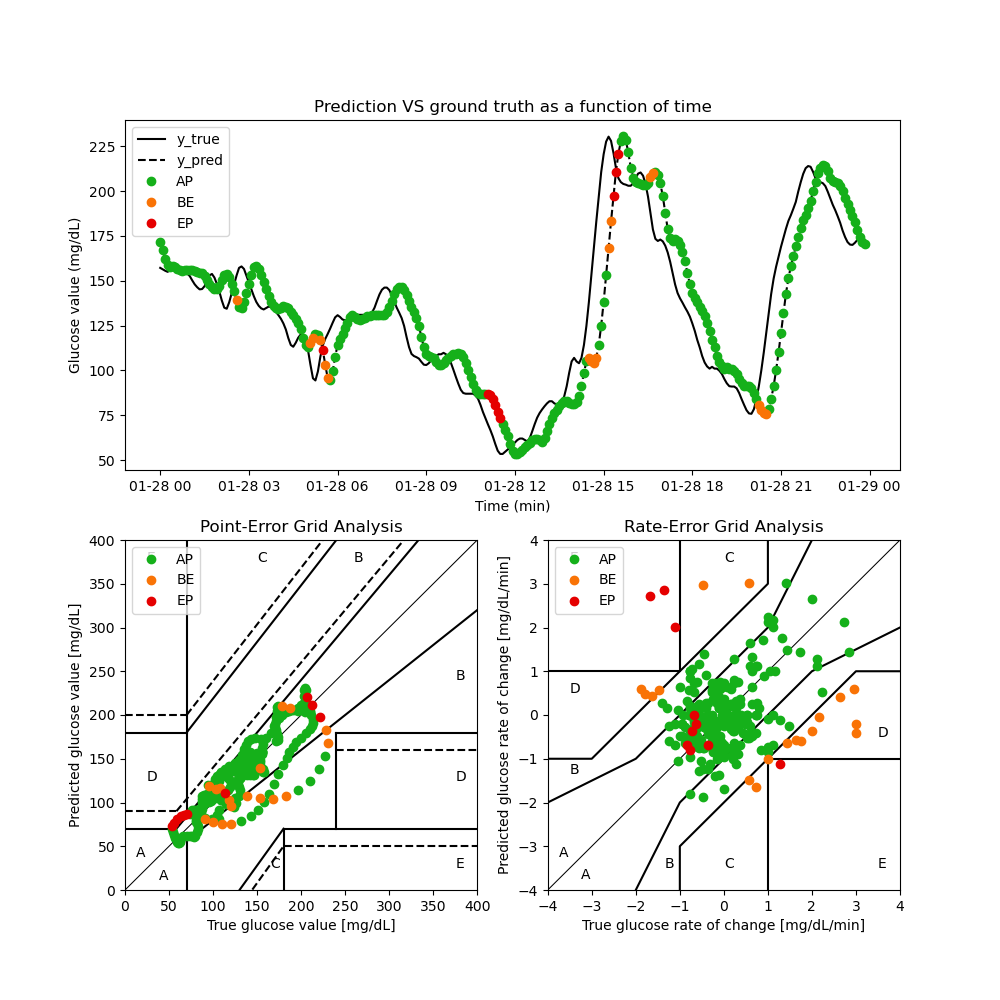 Prediction VS ground truth as a function of time
Glucose value (mg/dL)
225
200
175
150
125
100
75
50
y_true
y_pred
AP
BE
EP
01-28 00 01-28 03 01-28 06 01-28 09 01-28 12 01-28 15 01-28 18 01-28 21 01-29 00
Time (min)
Point-Error Grid Analysis
Predicted glucose value [mg/dL]
400
350
300
250
200
150
100
50
0
AP
BE
EP
C
B
B
D
D
A
A
C
E
0 50 100 150 200 250 300 350 400
True glucose value [mg/dL]
Rate-Error Grid Analysis
Predicted glucose rate of change [mg/dL/min]
4
3
2
1
0
−1
−2
−3
−4
AP
BE
EP
C
D
D
B
A
A
B
C
E
−4 −3 −2 −1 0 1 2 3 4
True glucose rate of change [mg/dL/min]